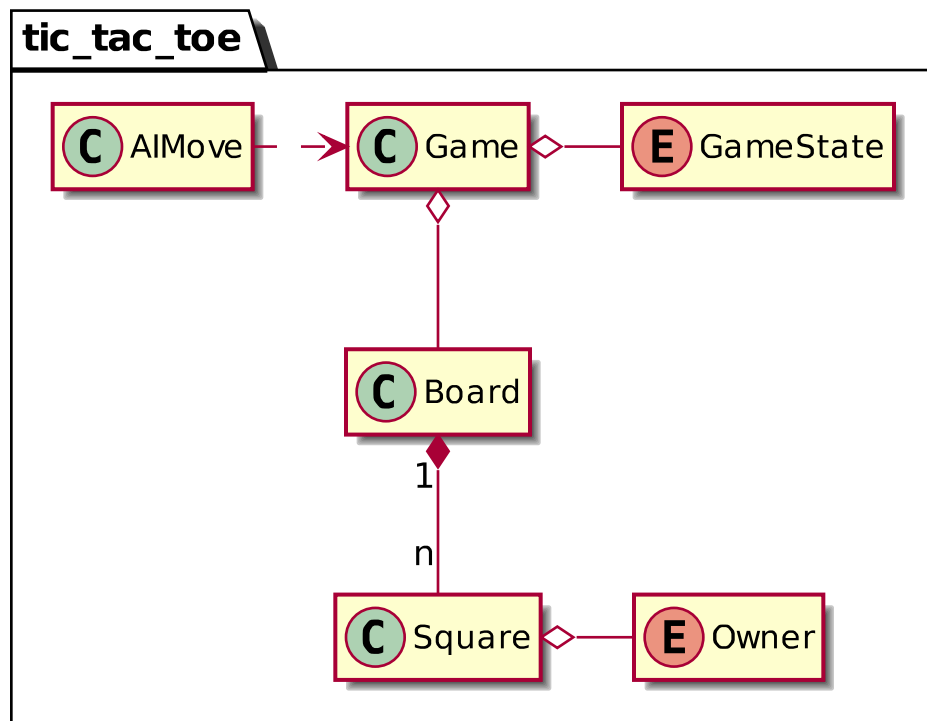 tic_tac_toe
C AIMove
C Game
E GameState
C Board
1
n
C Square
E Owner